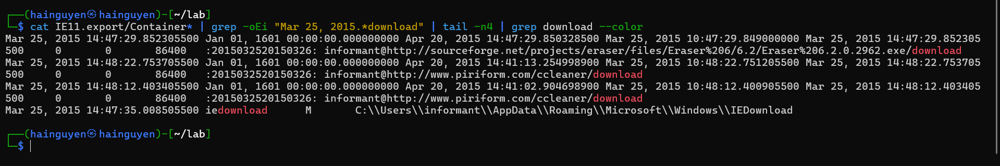 ┌──(hainguyen㉿hainguyen)-[~/lab]
└─$ cat IE11.export/Container* | grep -oEi "Mar 25, 2015.*download" | tail -n4 | grep download --color
Mar 25, 2015 14:47:29.852305500 Jan 01, 1601 00:00:00.000000000 Apr 20, 2015 14:47:29.850328500 Mar 25, 2015 10:47:29.849000000 Mar 25, 2015 14:47:29.852305
500     0       0       86400   :2015032520150326: informant@http://sourceforge.net/projects/eraser/files/Eraser%206/6.2/Eraser%206.2.0.2962.exe/download
Mar 25, 2015 14:48:22.753705500 Jan 01, 1601 00:00:00.000000000 Apr 20, 2015 14:41:13.254998900 Mar 25, 2015 10:48:22.751205500 Mar 25, 2015 14:48:22.753705
500     0       0       86400   :2015032520150326: informant@http://www.piriform.com/ccleaner/download
Mar 25, 2015 14:48:12.403405500 Jan 01, 1601 00:00:00.000000000 Apr 20, 2015 14:41:02.904698900 Mar 25, 2015 10:48:12.400905500 Mar 25, 2015 14:48:12.403405
500     0       0       86400   :2015032520150326: informant@http://www.piriform.com/ccleaner/download
Mar 25, 2015 14:47:35.008505500 iedownload      M       C:\\Users\\informant\\AppData\\Roaming\\Microsoft\\Windows\\IEDownload
┌──(hainguyen㉿hainguyen)-[~/lab]
└─$